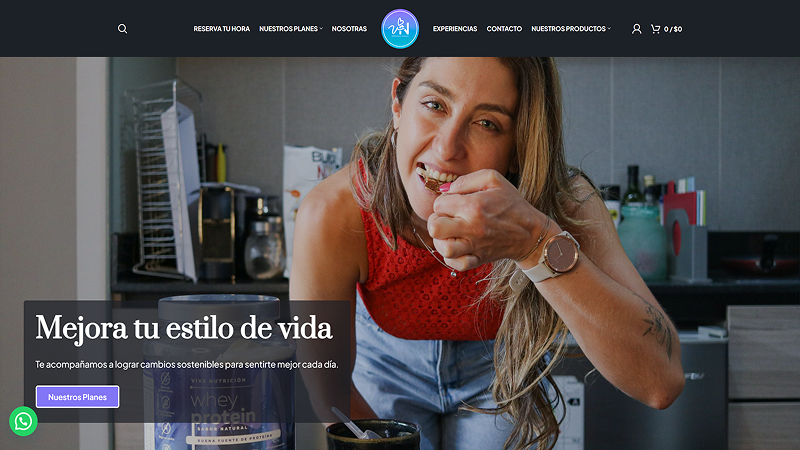 RESERVA TU HORA NUESTROS PLANES NOSOTRAS VN EXPERIENCIAS CONTACTO NUESTROS PRODUCTOS 0 / $0
Mejora tu estilo de vida
Te acompañamos a lograr cambios sostenibles para sentirte mejor cada día.
Nuestros Planes
VIVE NUTRICIÓN
whey
protein
SABOR NATURAL
BUENA FUENTE DE PROTEÍNA